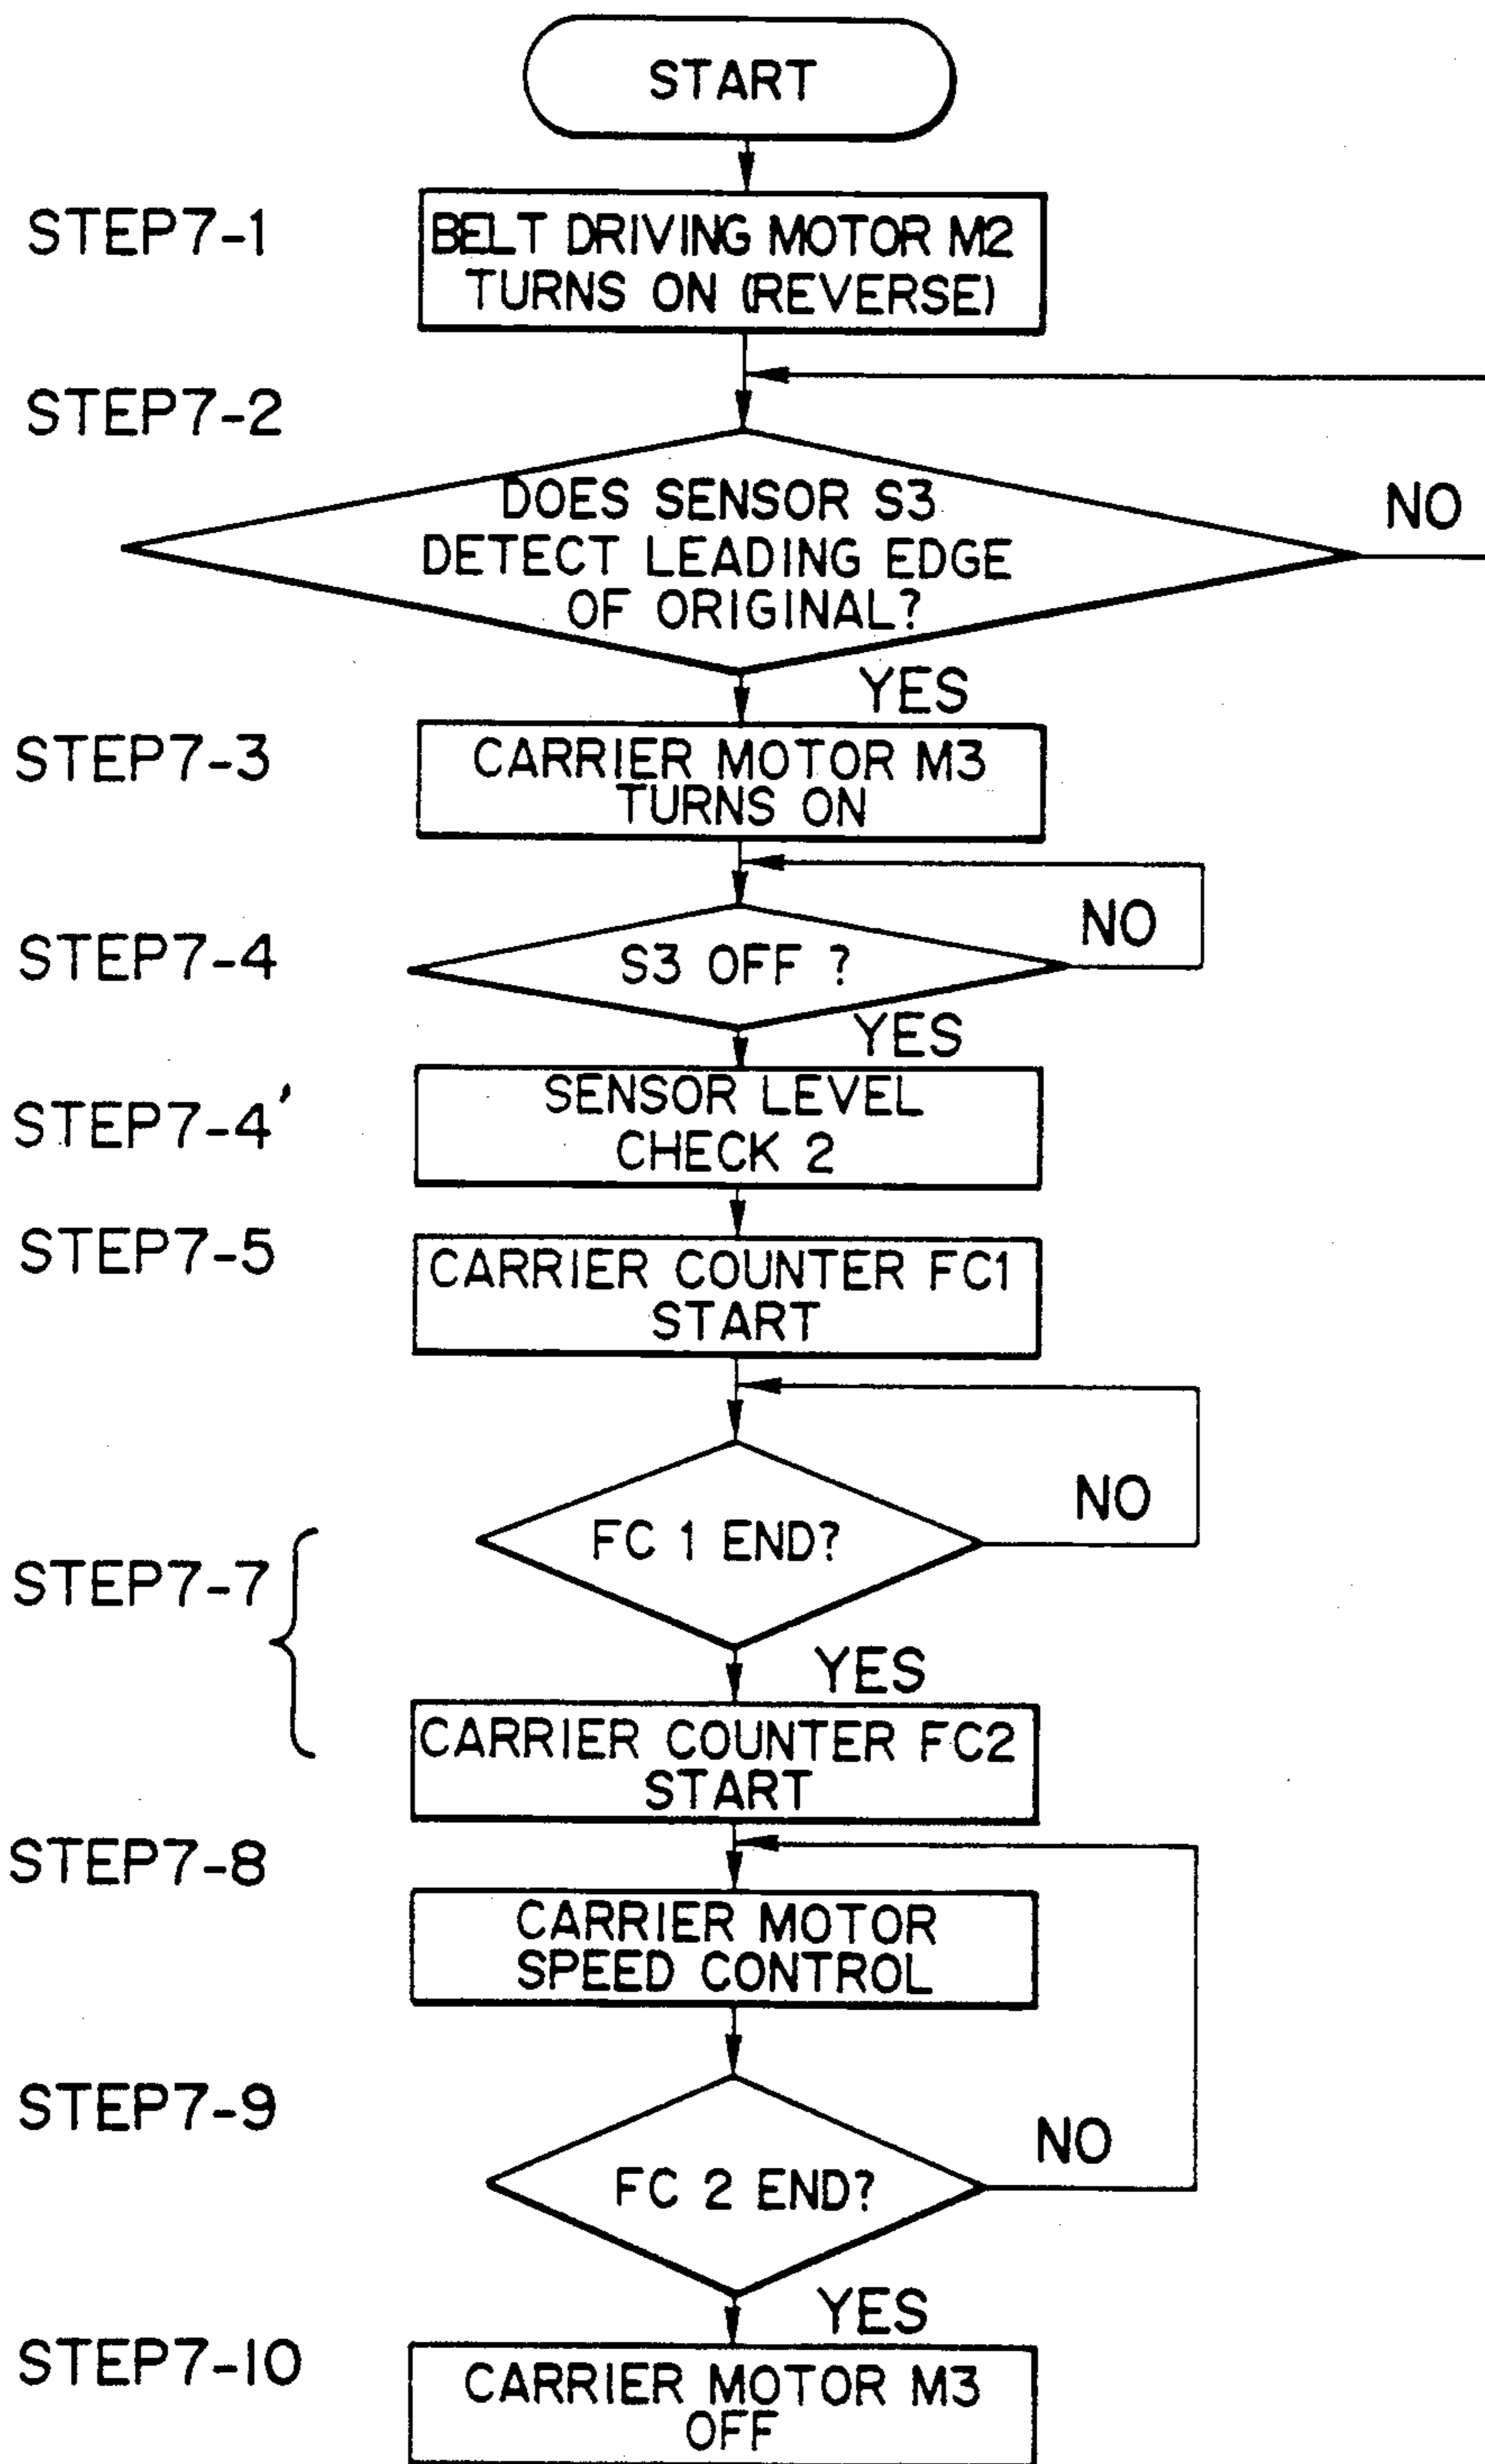 START
STEP7-1
BELT DRIVING MOTOR M2
TURNS ON (REVERSE)
STEP7-2
DOES SENSOR S3
DETECT LEADING EDGE
OF ORIGINAL?
NO
YES
STEP7-3
CARRIER MOTOR M3
TURNS ON
STEP7-4
S3 OFF ?
NO
YES
STEP7-4'
SENSOR LEVEL
CHECK 2
STEP7-5
CARRIER COUNTER FC1
START
FC 1 END?
NO
STEP7-7
YES
CARRIER COUNTER FC2
START
STEP7-8
CARRIER MOTOR
SPEED CONTROL
STEP7-9
FC 2 END?
NO
YES
STEP7-10
CARRIER MOTOR M3
OFF